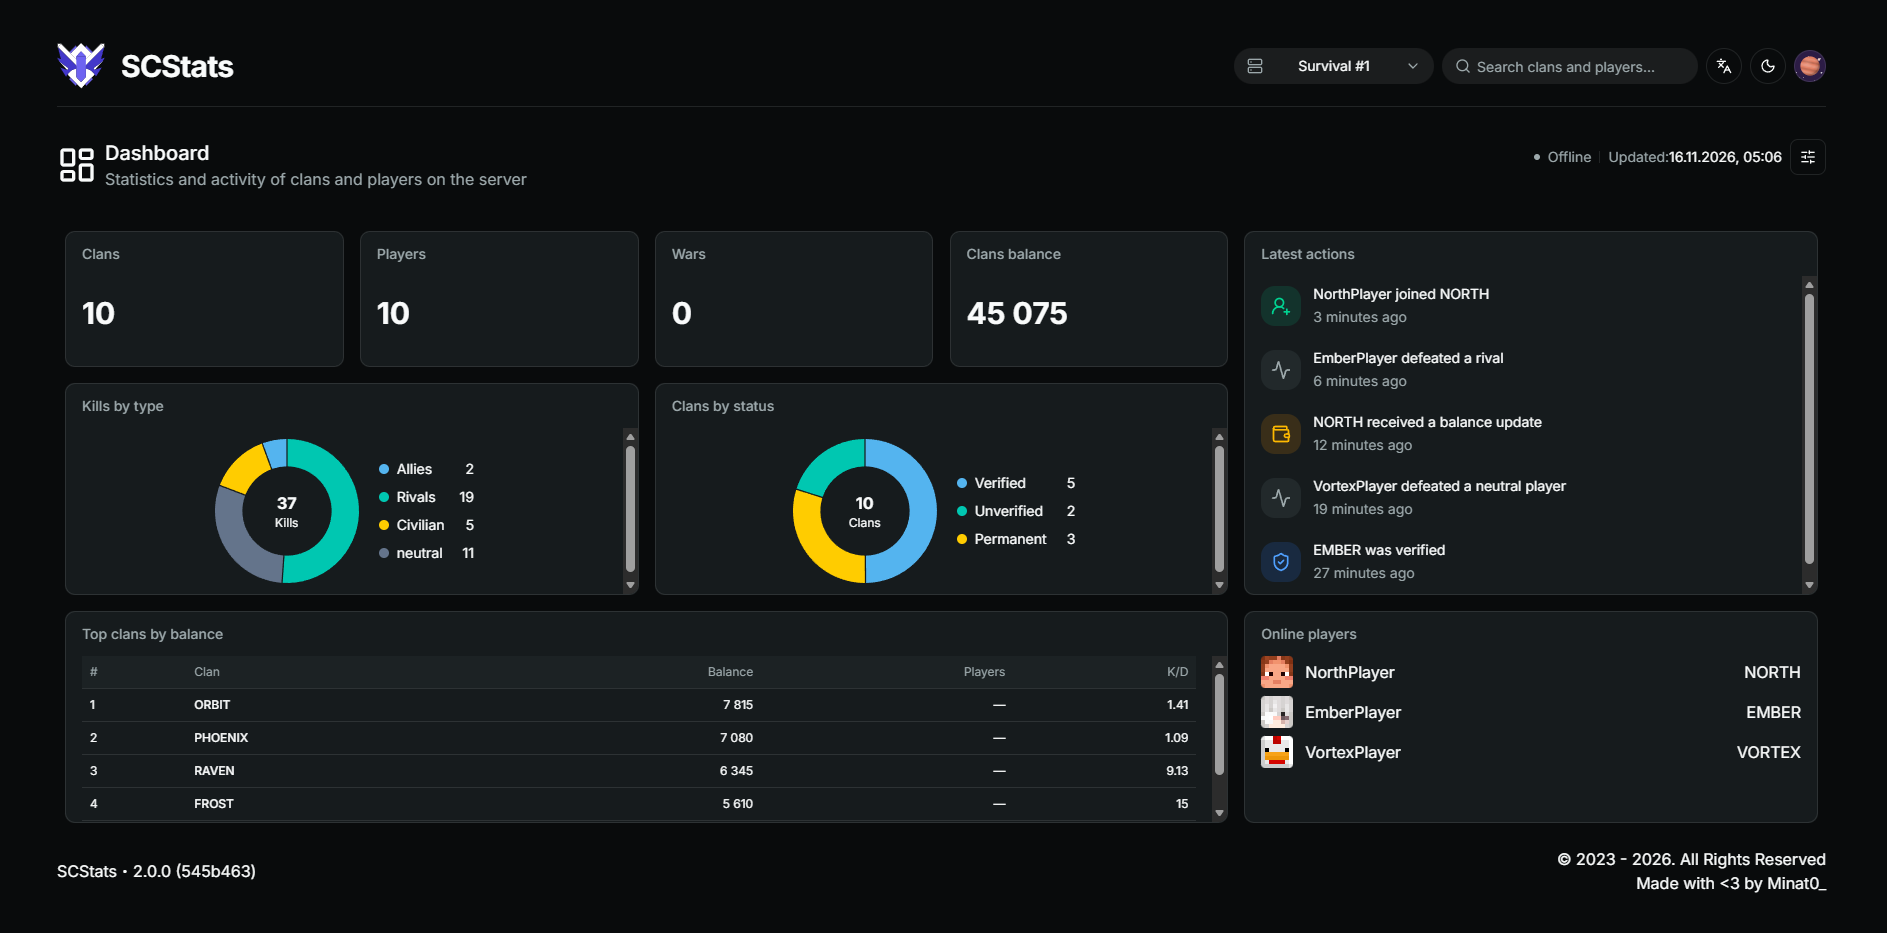 SCStats
Survival #1
Search clans and players...
Dashboard
Statistics and activity of clans and players on the server
Offline
Updated:16.11.2026, 05:06
Clans
10
Players
10
Wars
0
Clans balance
45 075
Latest actions
NorthPlayer joined NORTH
3 minutes ago
EmberPlayer defeated a rival
6 minutes ago
NORTH received a balance update
12 minutes ago
VortexPlayer defeated a neutral player
19 minutes ago
EMBER was verified
27 minutes ago
Kills by type
37
Kills
Allies 2
Rivals 19
Civilian 5
neutral 11
Clans by status
10
Clans
Verified 5
Unverified 2
Permanent 3
Top clans by balance
# Clan Balance Players K/D
1 ORBIT 7 815 — 1.41
2 PHOENIX 7 080 — 1.09
3 RAVEN 6 345 — 9.13
4 FROST 5 610 — 15
Online players
NorthPlayer NORTH
EmberPlayer EMBER
VortexPlayer VORTEX
SCStats • 2.0.0 (545b463)
© 2023 - 2026. All Rights Reserved
Made with <3 by Minat0_